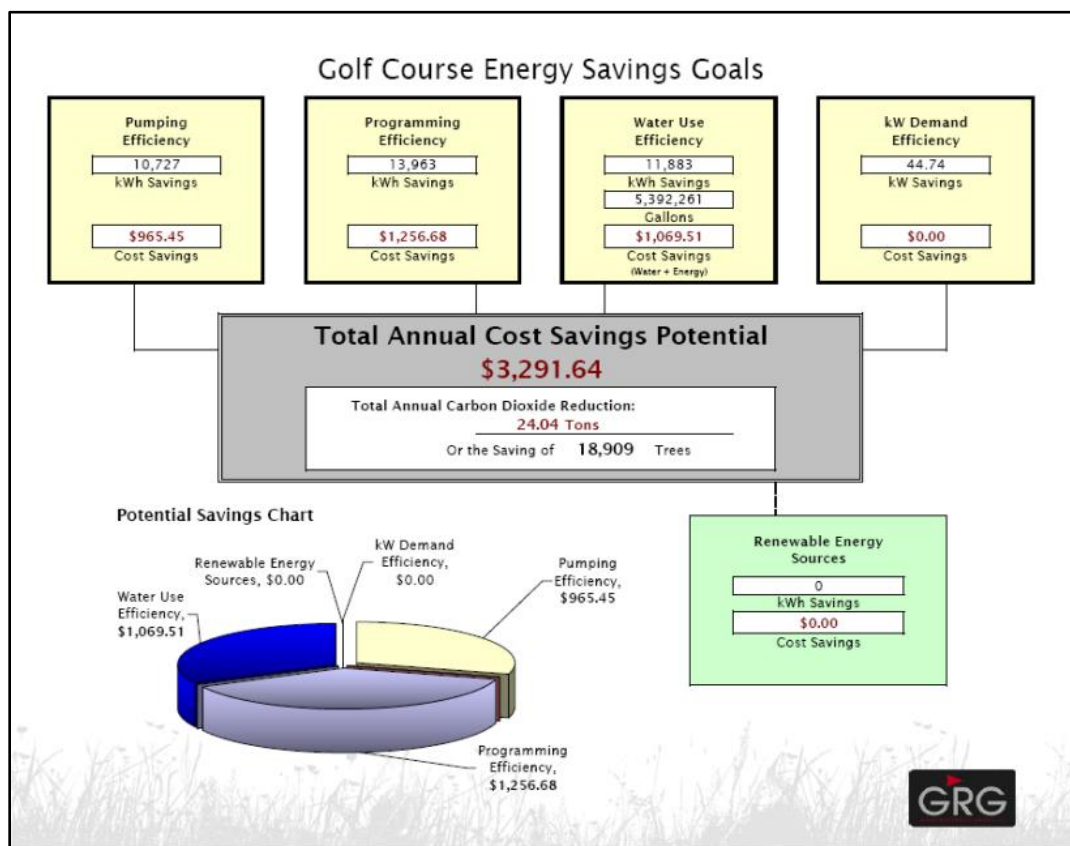 Golf Course Energy Savings Goals
Pumping
Efficiency
10,727
kWh Savings
$965.45
Cost Savings
Programming
Efficiency
13,963
kWh Savings
$1,256.68
Cost Savings
Water Use
Efficiency
11,883
kWh Savings
5,392,261
Gallons
$1,069.51
Cost Savings
(Water + Energy)
kW Demand
Efficiency
44.74
kW Savings
$0.00
Cost Savings
Total Annual Cost Savings Potential
$3,291.64
Total Annual Carbon Dioxide Reduction:
24.04 Tons
Or the Saving of 18,909 Trees
Potential Savings Chart
Renewable Energy
Sources, $0.00
kW Demand
Efficiency,
$0.00
Pumping
Efficiency,
$965.45
Water Use
Efficiency,
$1,069.51
Programming
Efficiency,
$1,256.68
Renewable Energy
Sources
0
kWh Savings
$0.00
Cost Savings
GRG